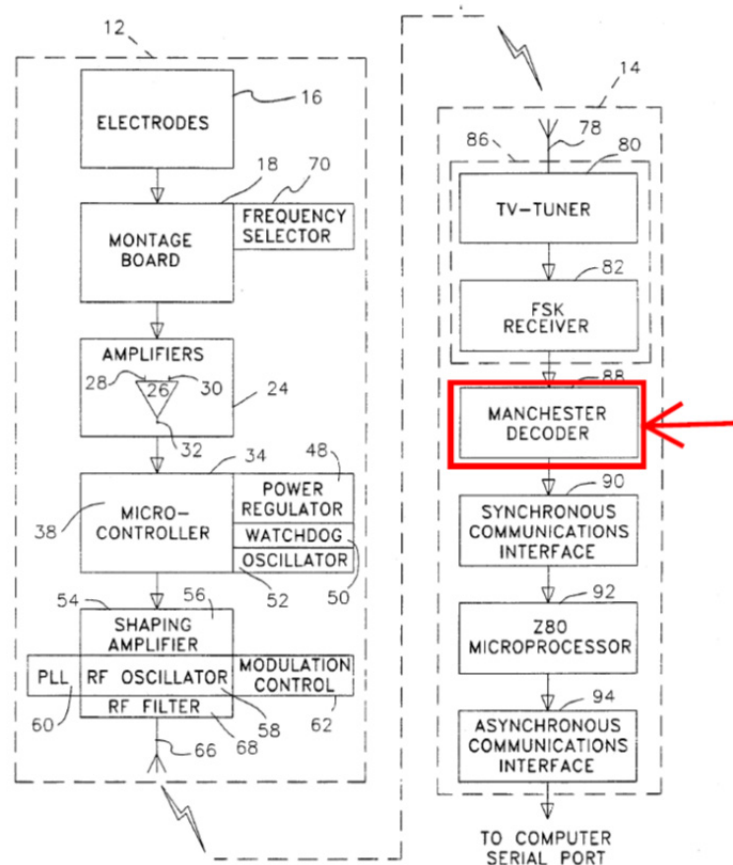 12
16
ELECTRODES
18
70
MONTAGE
BOARD
FREQUENCY
SELECTOR
AMPLIFIERS
28
26
30
24
32
34
48
38
MICRO-
CONTROLLER
POWER
REGULATOR
WATCHDOG
OSCILLATOR
52
50
54
56
SHAPING
AMPLIFIER
PLL
RF OSCILLATOR
MODULATION
CONTROL
RF FILTER
60
58
62
68
66
14
78
86
80
TV-TUNER
82
FSK
RECEIVER
88
MANCHESTER
DECODER
90
SYNCHRONOUS
COMMUNICATIONS
INTERFACE
92
Z80
MICROPROCESSOR
94
ASYNCHRONOUS
COMMUNICATIONS
INTERFACE
TO COMPUTER
SERIAL PORT